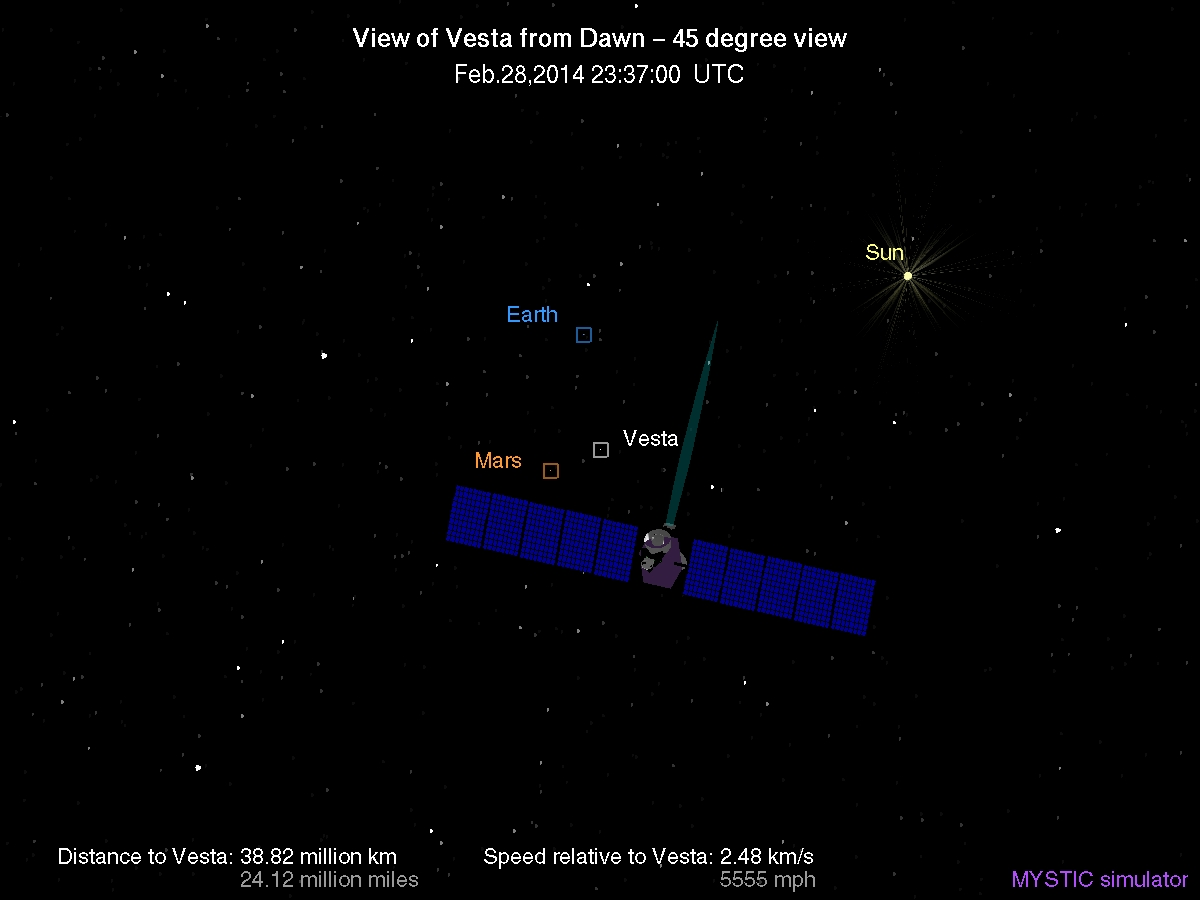 View of Vesta from Dawn – 45 degree view
Feb.28,2014 23:37:00 UTC
Sun
Earth
Vesta
Mars
Distance to Vesta: 38.82 million km
24.12 million miles
Speed relative to Vesta: 2.48 km/s
5555 mph
MYSTIC simulator